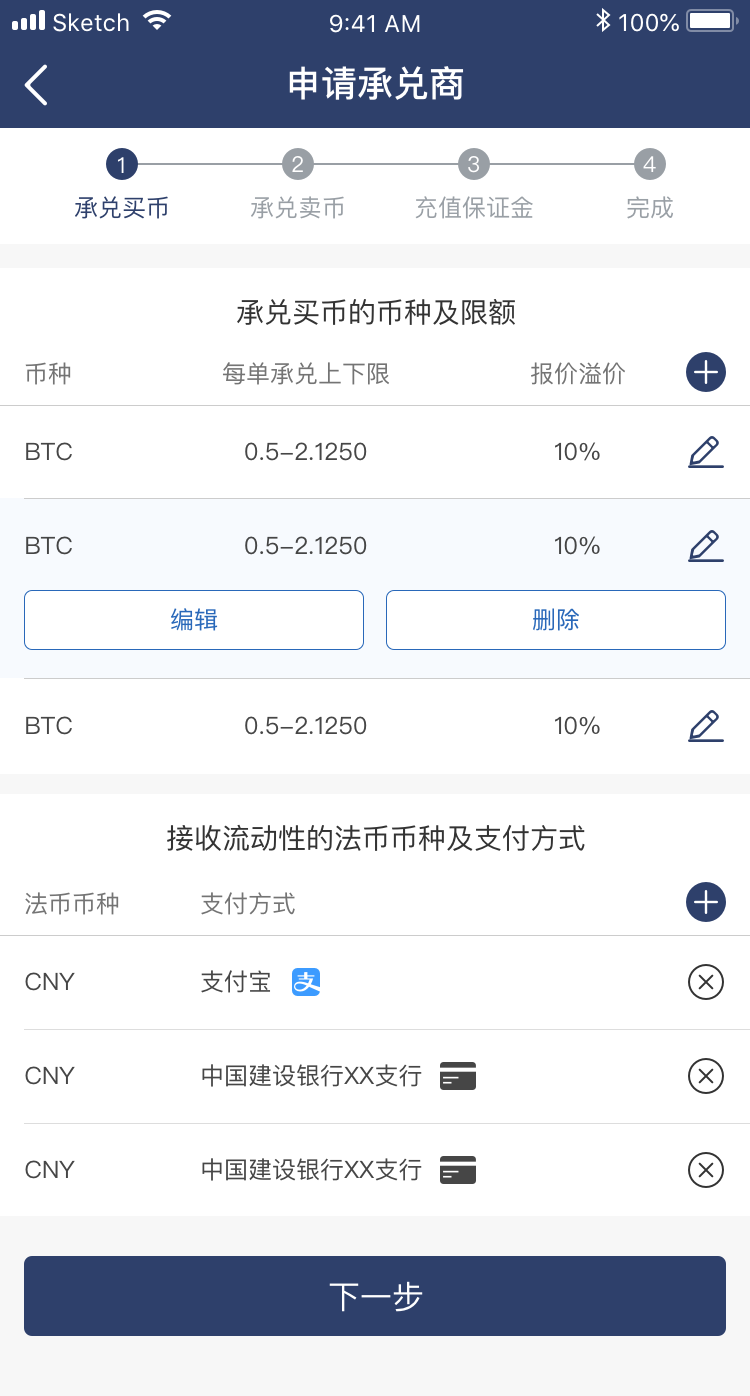 Sketch 9:41 AM 100%
申请承兑商
1 2 3 4
承兑买币 承兑卖币 充值保证金 完成
承兑买币的币种及限额
币种 每单承兑上下限 报价溢价
BTC 0.5–2.1250 10%
BTC 0.5–2.1250 10%
编辑 删除
BTC 0.5–2.1250 10%
接收流动性的法币币种及支付方式
法币币种 支付方式
CNY 支付宝 支
CNY 中国建设银行XX支行
CNY 中国建设银行XX支行
下一步